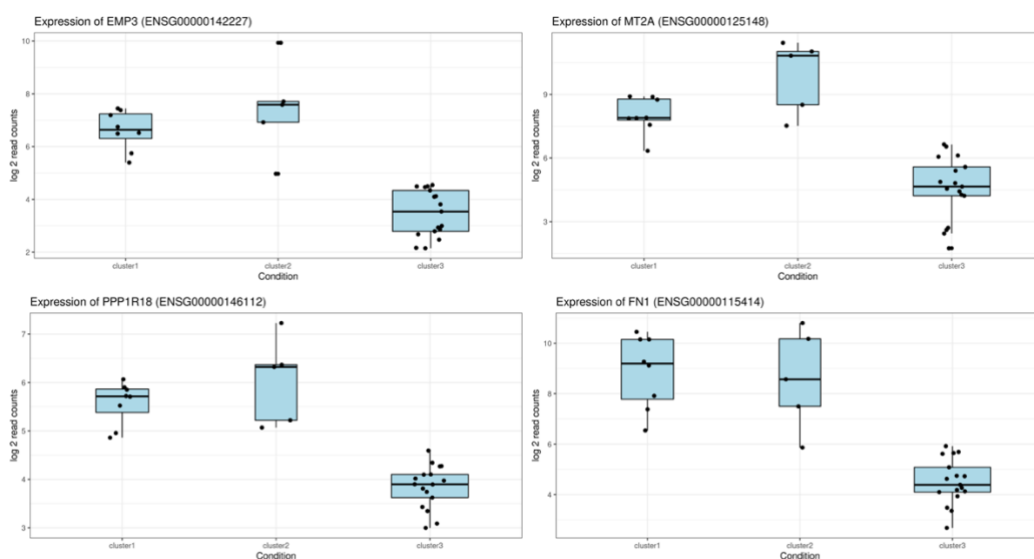 Expression of EMP3 (ENSG00000142227)
10
8
6
4
2
log 2 read counts
cluster1
cluster2
cluster3
Condition
Expression of MT2A (ENSG00000125148)
9
6
3
log 2 read counts
cluster1
cluster2
cluster3
Condition
Expression of PPP1R18 (ENSG00000146112)
7
6
5
4
3
log 2 read counts
cluster1
cluster2
cluster3
Condition
Expression of FN1 (ENSG00000115414)
10
8
6
4
log 2 read counts
cluster1
cluster2
cluster3
Condition